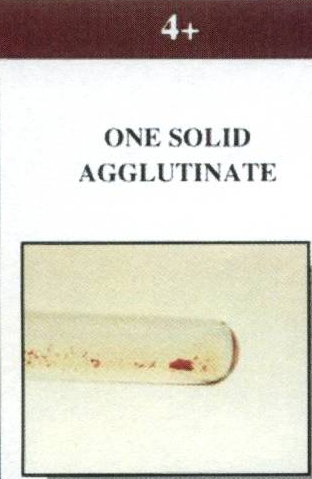 4+
ONE SOLID
AGGLUTINATE